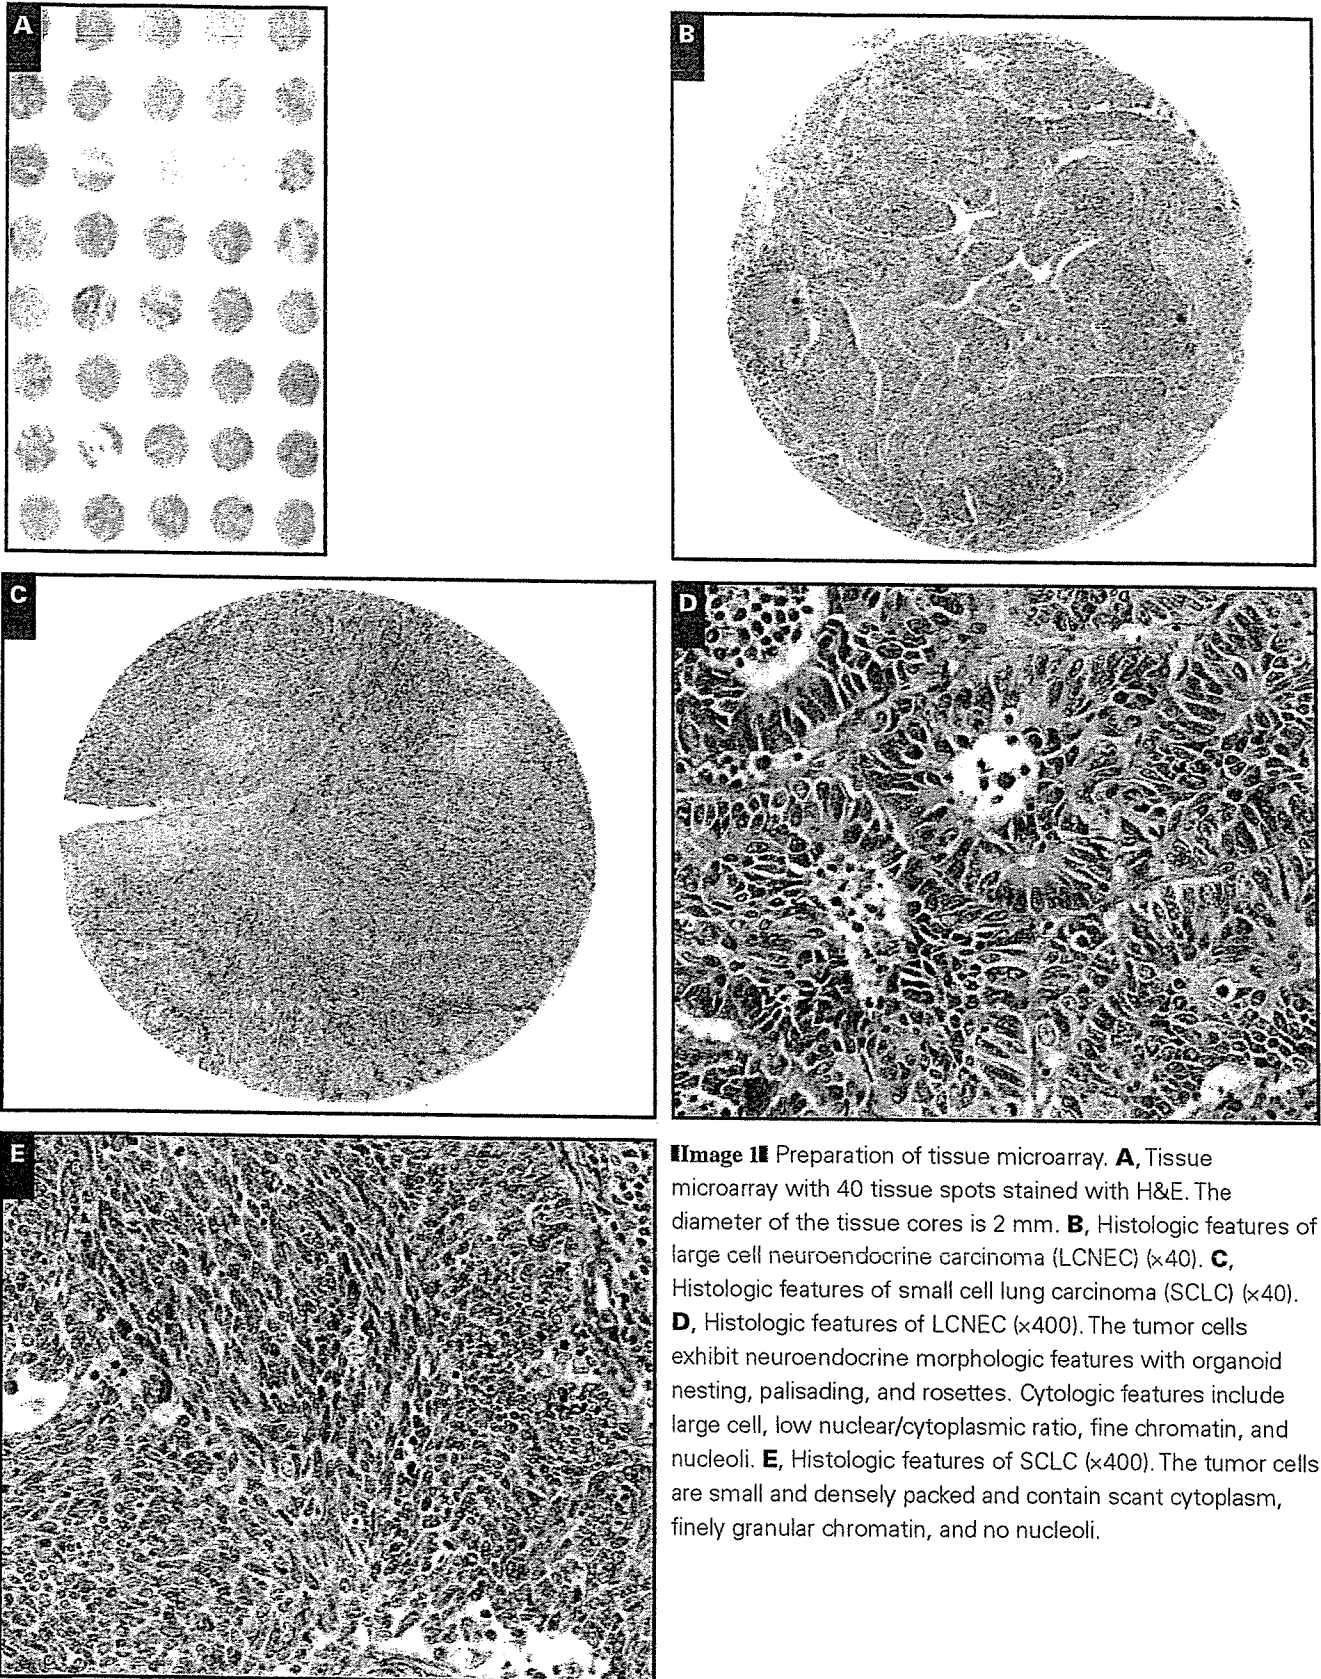 A
B
C
D
E
Image 1 Preparation of tissue microarray. A, Tissue
microarray with 40 tissue spots stained with H&E. The
diameter of the tissue cores is 2 mm. B, Histologic features of
large cell neuroendocrine carcinoma (LCNEC) (×40). C,
Histologic features of small cell lung carcinoma (SCLC) (×40).
D, Histologic features of LCNEC (×400). The tumor cells
exhibit neuroendocrine morphologic features with organoid
nesting, palisading, and rosettes. Cytologic features include
large cell, low nuclear/cytoplasmic ratio, fine chromatin, and
nucleoli. E, Histologic features of SCLC (×400). The tumor cells
are small and densely packed and contain scant cytoplasm,
finely granular chromatin, and no nucleoli.